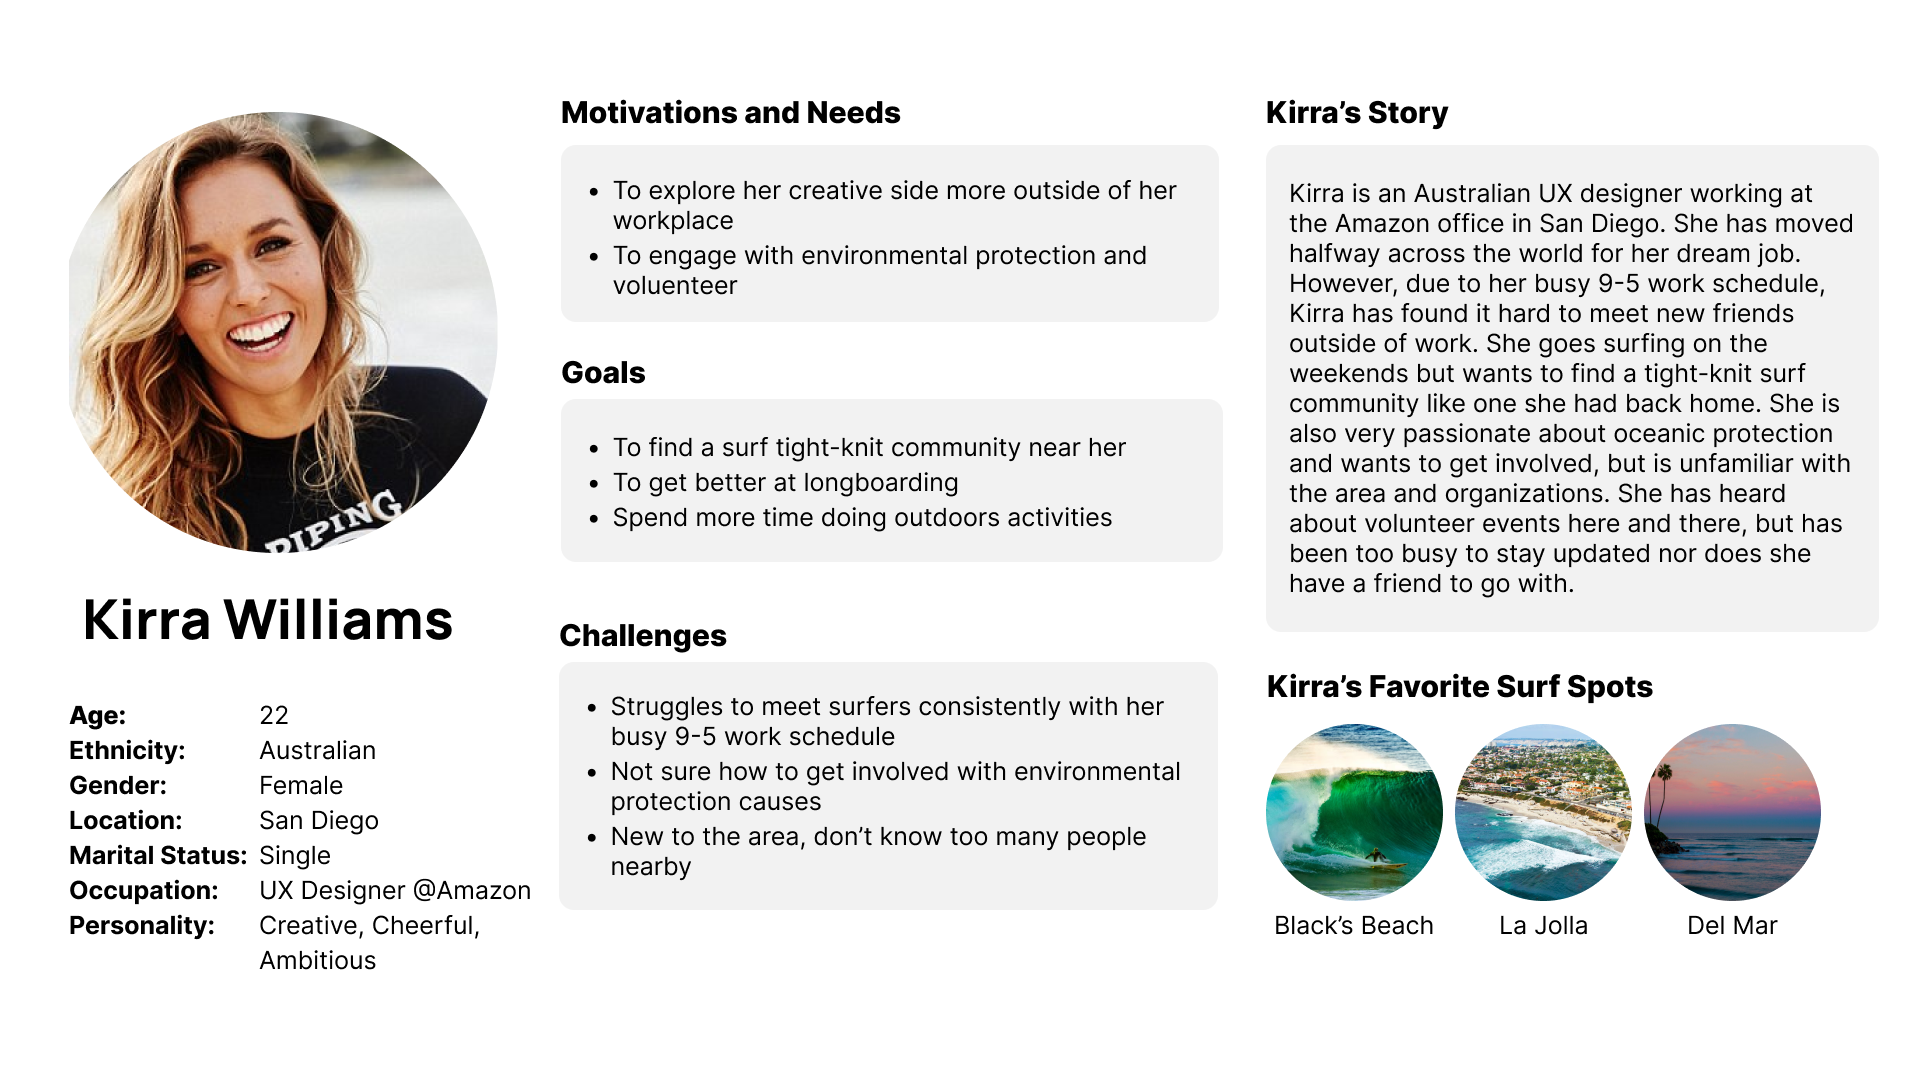 PIPING
Kirra Williams
Age: 22
Ethnicity: Australian
Gender: Female
Location: San Diego
Marital Status: Single
Occupation: UX Designer @Amazon
Personality: Creative, Cheerful,
Ambitious
Motivations and Needs
• To explore her creative side more outside of her
workplace
• To engage with environmental protection and
voluenteer
Goals
• To find a surf tight-knit community near her
• To get better at longboarding
• Spend more time doing outdoors activities
Challenges
• Struggles to meet surfers consistently with her
busy 9-5 work schedule
• Not sure how to get involved with environmental
protection causes
• New to the area, don’t know too many people
nearby
Kirra’s Story
Kirra is an Australian UX designer working at
the Amazon office in San Diego. She has moved
halfway across the world for her dream job.
However, due to her busy 9-5 work schedule,
Kirra has found it hard to meet new friends
outside of work. She goes surfing on the
weekends but wants to find a tight-knit surf
community like one she had back home. She is
also very passionate about oceanic protection
and wants to get involved, but is unfamiliar with
the area and organizations. She has heard
about volunteer events here and there, but has
been too busy to stay updated nor does she
have a friend to go with.
Kirra’s Favorite Surf Spots
Black’s Beach
La Jolla
Del Mar